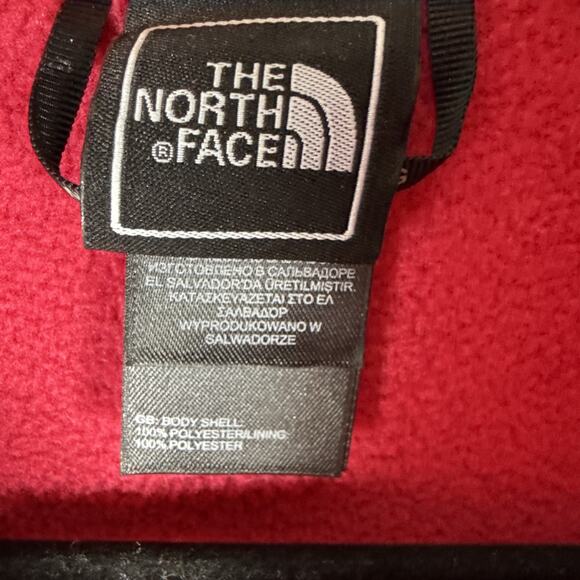 THE
NORTH
®FACE
ИЗГОТОВЛЕНО В САЛЬВАДОРЕ
EL SALVADOR'DA ÜRETILMIŞTIR.
ΚΑΤΑΣΚΕΥΑΖΕΤΑΙ ΣΤΟ ΕΛ
ΣΑΛΒΑΔΟΡ
WYPRODUKOWANO W
SALWADORZE
GB: BODY SHELL:
100% POLYESTER/LINING:
100% POLYESTER